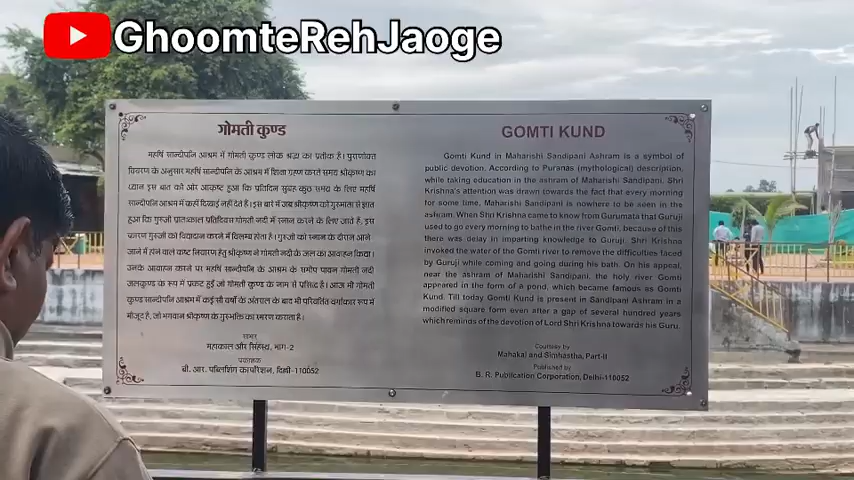 GhoomteRehJaoge
गोमती कुण्ड
महर्षि सान्दीपनि आश्रम में गोमती कुण्ड लोक श्रद्धा का प्रतीक है। पुराणोक्त
विवरण के अनुसार महर्षि सान्दीपनि के आश्रम में शिक्षा ग्रहण करते समय श्रीकृष्ण का
ध्यान इस बात की ओर आकृष्ट हुआ कि प्रतिदिन सुबह कुछ समय के लिए महर्षि
सान्दीपनि आश्रम में कहीं दिखाई नहीं देते हैं। इस बारे में जब श्रीकृष्ण को गुरुमाता से ज्ञात
हुआ कि गुरुजी प्रातःकाल प्रतिदिवस गोमती नदी में स्नान करने के लिए जाते हैं, इस
कारण गुरुजी को विद्यादान करने में विलम्ब होता है। गुरुजी को स्नान के दौरान आने-
जाने में होने वाले कष्ट निवारण हेतु श्रीकृष्ण ने गोमती नदी के जल का आवाहन किया।
उनके आवाहन करने पर महर्षि सान्दीपनि के आश्रम के समीप पावन गोमती नदी
जलकुण्ड के रूप में प्रकट हुई जो गोमती कुण्ड के नाम से प्रसिद्ध है। आज भी गोमती
कुण्ड सान्दीपनि आश्रम में कई सौ वर्षों के अंतराल के बाद भी परिवर्तित वर्गाकार रूप में
मौजूद है, जो भगवान श्रीकृष्ण के गुरुभक्ति का स्मरण कराता है।
साभार
महाकाल और सिंहस्थ, भाग-2
प्रकाशक
बी. आर. पब्लिशिंग कार्पोरेशन, दिल्ली-110052
GOMTI KUND
Gomti Kund in Maharishi Sandipani Ashram is a symbol of
public devotion. According to Puranas (mythological) description,
while taking education in the ashram of Maharishi Sandipani. Shri
Krishna's attention was drawn towards the fact that every morning
for some time, Maharishi Sandipani is nowhere to be seen in the
ashram. When Shri Krishna came to know from Gurumata that Guruji
used to go every morning to bathe in the river Gomti, because of this
there was delay in imparting knowledge to Guruji. Shri Krishna
invoked the water of the Gomti river to remove the difficulties faced
by Guruji while coming and going during his bath. On his appeal,
near the ashram of Maharishi Sandipani, the holy river Gomti
appeared in the form of a pond, which became famous as Gomti
Kund. Till today Gomti Kund is present in Sandipani Ashram in a
modified square form even after a gap of several hundred years
which reminds of the devotion of Lord Shri Krishna towards his Guru.
Courtesy
Mahakal and Simhastha, Part-II
Published by
B. R. Publication Corporation, Delhi-110052